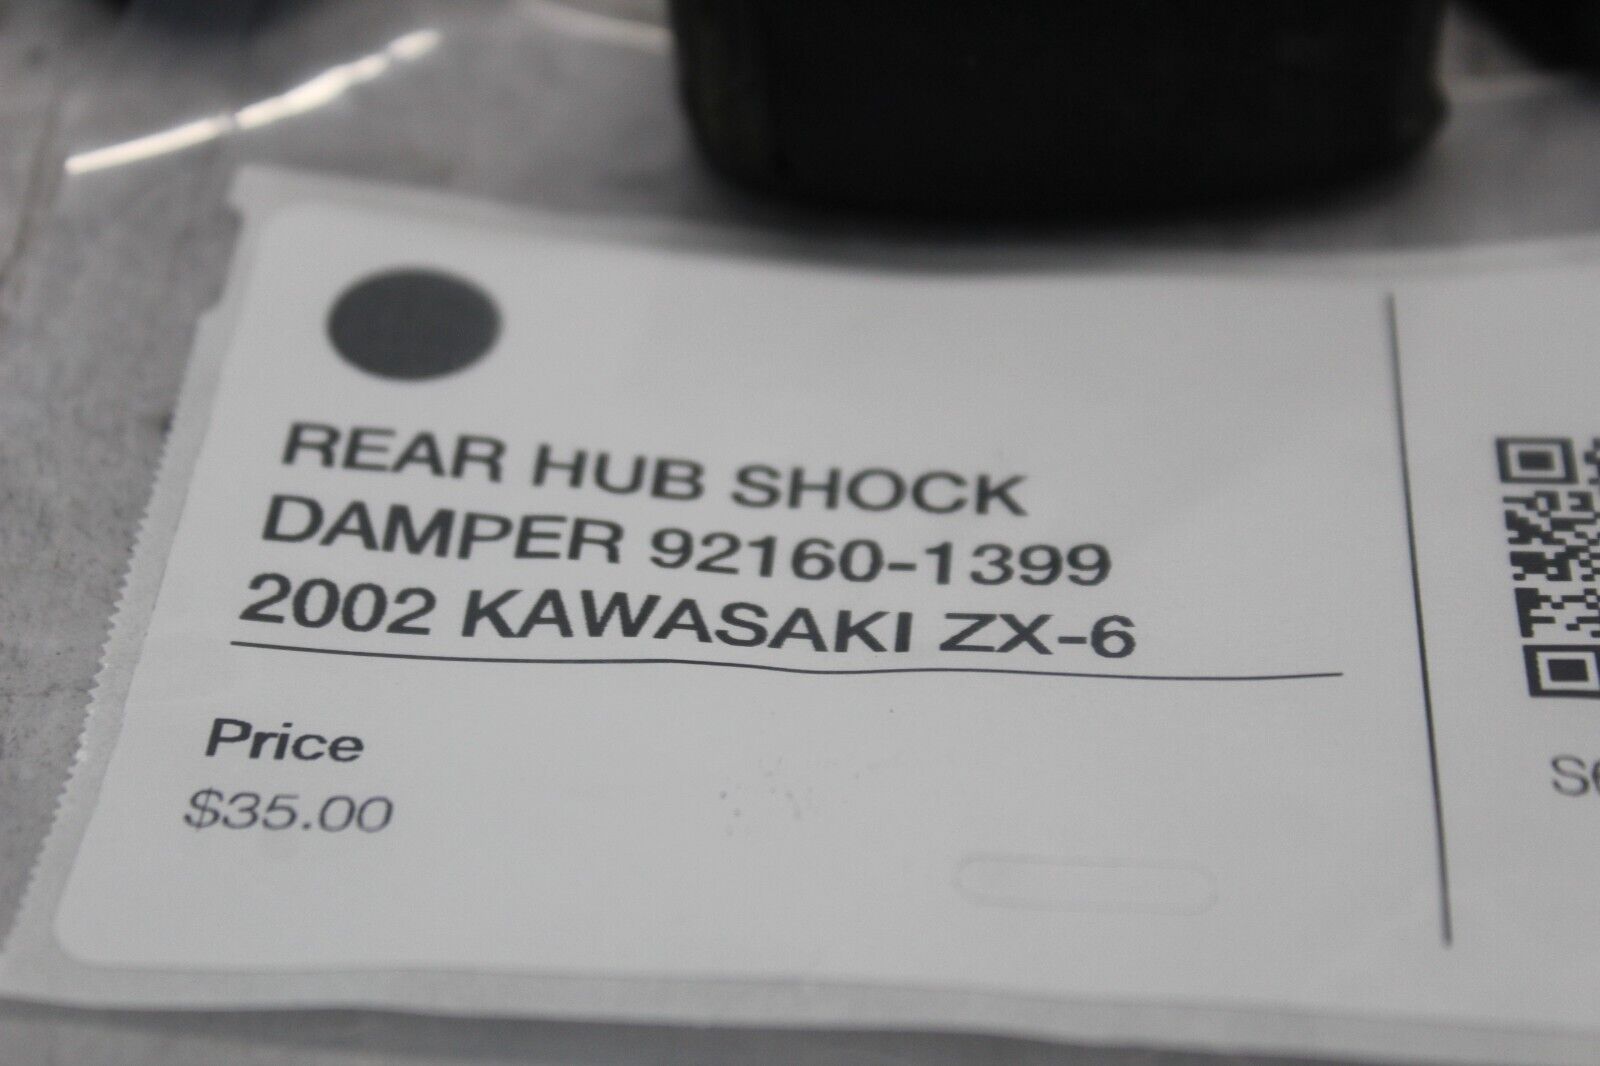 REAR HUB SHOCK
DAMPER 92160-1399
2002 KAWASAKI ZX-6
Price
$35.00